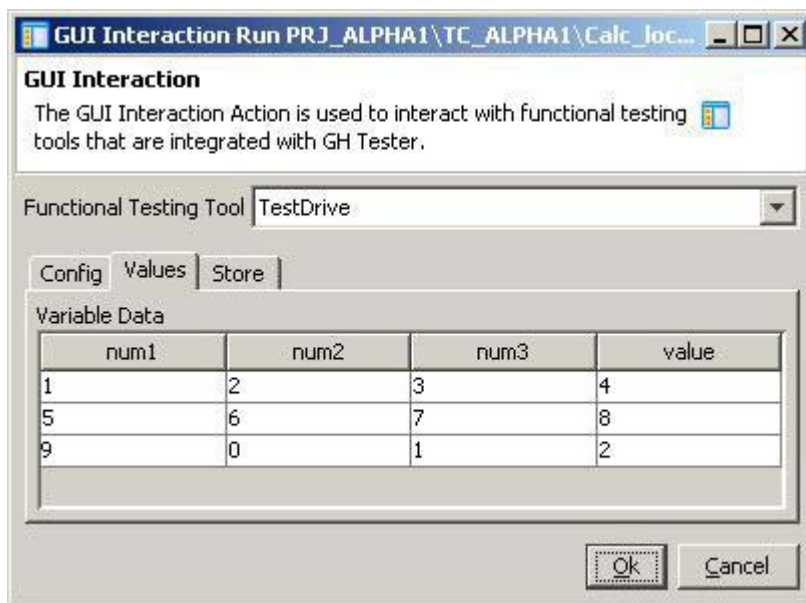 GUI Interaction Run PRJ_ALPHA1\TC_ALPHA1\Calc_loc...
GUI Interaction
The GUI Interaction Action is used to interact with functional testing
tools that are integrated with GH Tester.
Functional Testing Tool TestDrive
Config Values Store
Variable Data
num1 num2 num3 value
1 2 3 4
5 6 7 8
9 0 1 2
Ok Cancel